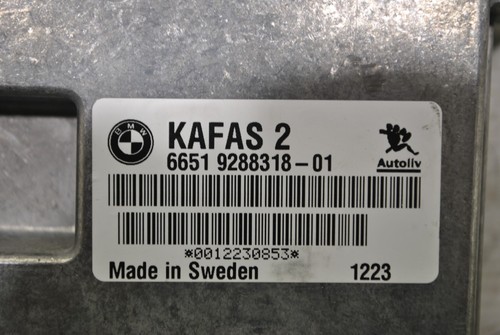 BMW
KAFAS 2
6651 9288318-01
Autoliv
*0012230853*
Made in Sweden 1223